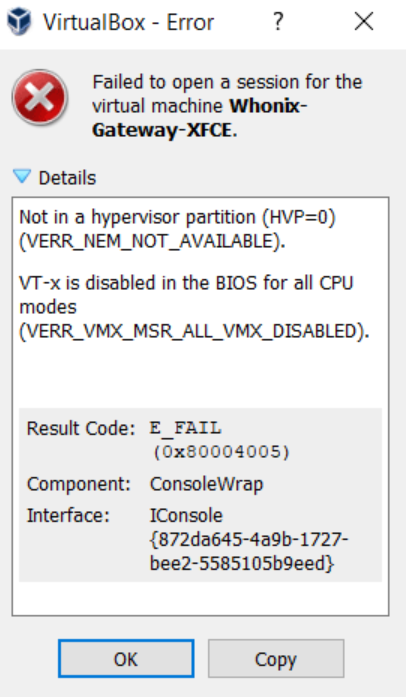 VirtualBox - Error ?
Failed to open a session for the
virtual machine Whonix-
Gateway-XFCE.
Details
Not in a hypervisor partition (HVP=0)
(VERR_NEM_NOT_AVAILABLE).
VT-x is disabled in the BIOS for all CPU
modes
(VERR_VMX_MSR_ALL_VMX_DISABLED).
Result Code: E_FAIL
(0x80004005)
Component: ConsoleWrap
Interface: IConsole
{872da645-4a9b-1727-
bee2-5585105b9eed}
OK Copy